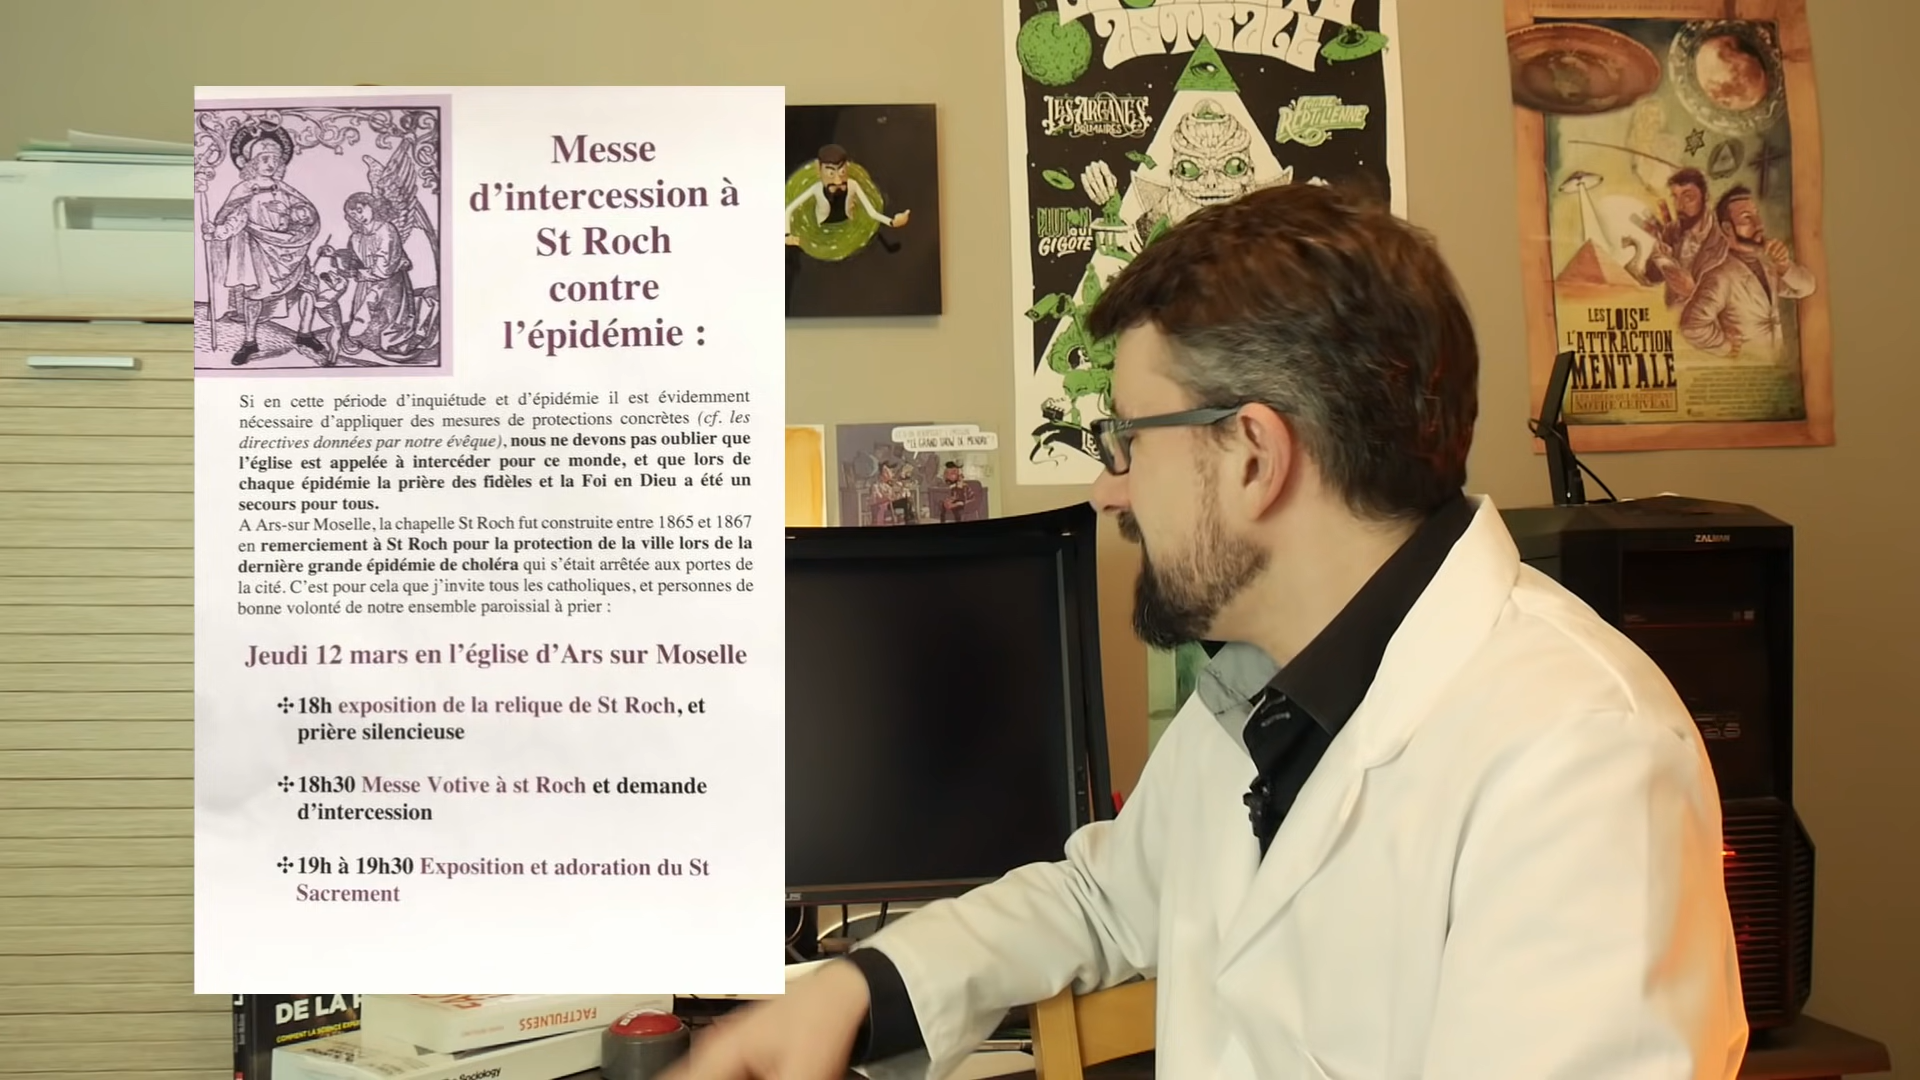 Messe
d'intercession à
St Roch
contre
l'épidémie :
Si en cette période d'inquiétude et d'épidémie il est évidemment
nécessaire d'appliquer des mesures de protections concrètes (cf. les
directives données par notre évêque), nous ne devons pas oublier que
l'église est appelée à intercéder pour ce monde, et que lors de
chaque épidémie la prière des fidèles et la Foi en Dieu a été un
secours pour tous.
A Ars-sur Moselle, la chapelle St Roch fut construite entre 1865 et 1867
en remerciement à St Roch pour la protection de la ville lors de la
dernière grande épidémie de choléra qui s'était arrêtée aux portes de
la cité. C'est pour cela que j'invite tous les catholiques, et personnes de
bonne volonté de notre ensemble paroissial à prier :
Jeudi 12 mars en l'église d'Ars sur Moselle
✣18h exposition de la relique de St Roch, et
prière silencieuse
✣18h30 Messe Votive à st Roch et demande
d'intercession
✣19h à 19h30 Exposition et adoration du St
Sacrement
ASTRALE
LES ARCANES
PRIMAIRES
REPTILIENNE
GIGOTE
"LE GRAND SHOW DE MENDAX"
LES LOIS DE
L'ATTRACTION
MENTALE
NOTRE CERVEAU
ZALMAN
DE LA
FACTFULNESS
Sociology